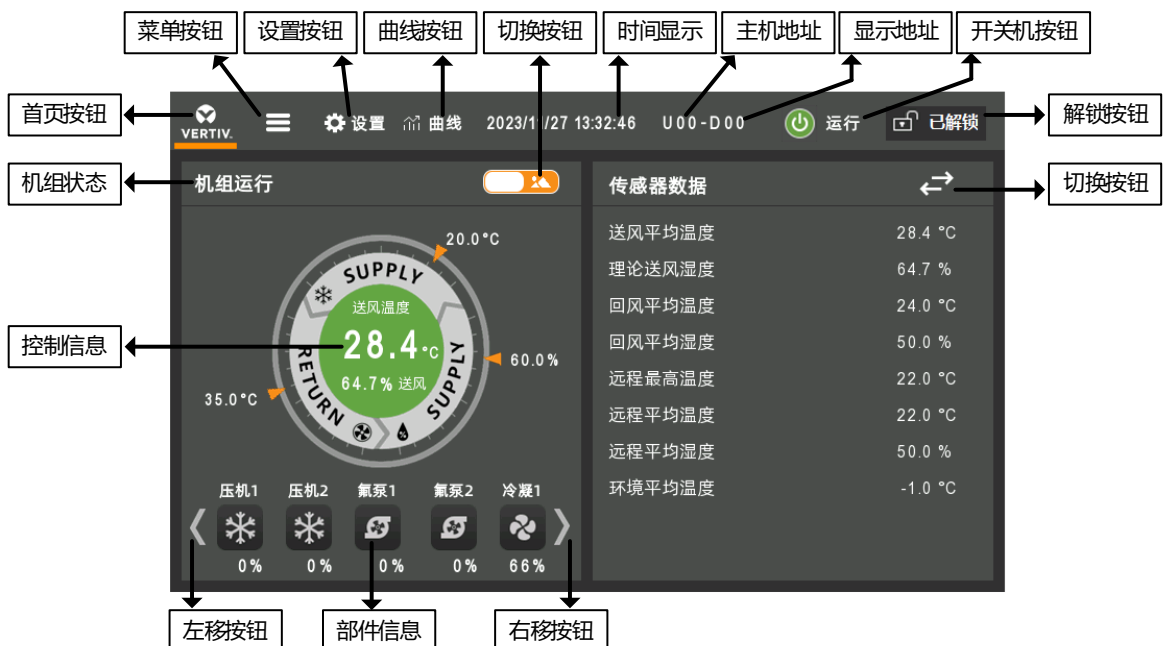 菜单按钮 设置按钮 曲线按钮 切换按钮 时间显示 主机地址 显示地址 开关机按钮
首页按钮
解锁按钮
VERTIV. 设置 曲线 2023/11/27 13:32:46 U00-D00 运行 已解锁
机组状态
机组运行
传感器数据
切换按钮
20.0°C
SUPPLY
送风温度
28.4°C
64.7% 送风
SUPPLY
RETURN
60.0%
35.0°C
控制信息
送风平均温度 28.4 °C
理论送风湿度 64.7 %
回风平均温度 24.0 °C
回风平均湿度 50.0 %
远程最高温度 22.0 °C
远程平均温度 22.0 °C
远程平均湿度 50.0 %
环境平均温度 -1.0 °C
压机1 压机2 氟泵1 氟泵2 冷凝1
0% 0% 0% 0% 66%
左移按钮 部件信息 右移按钮